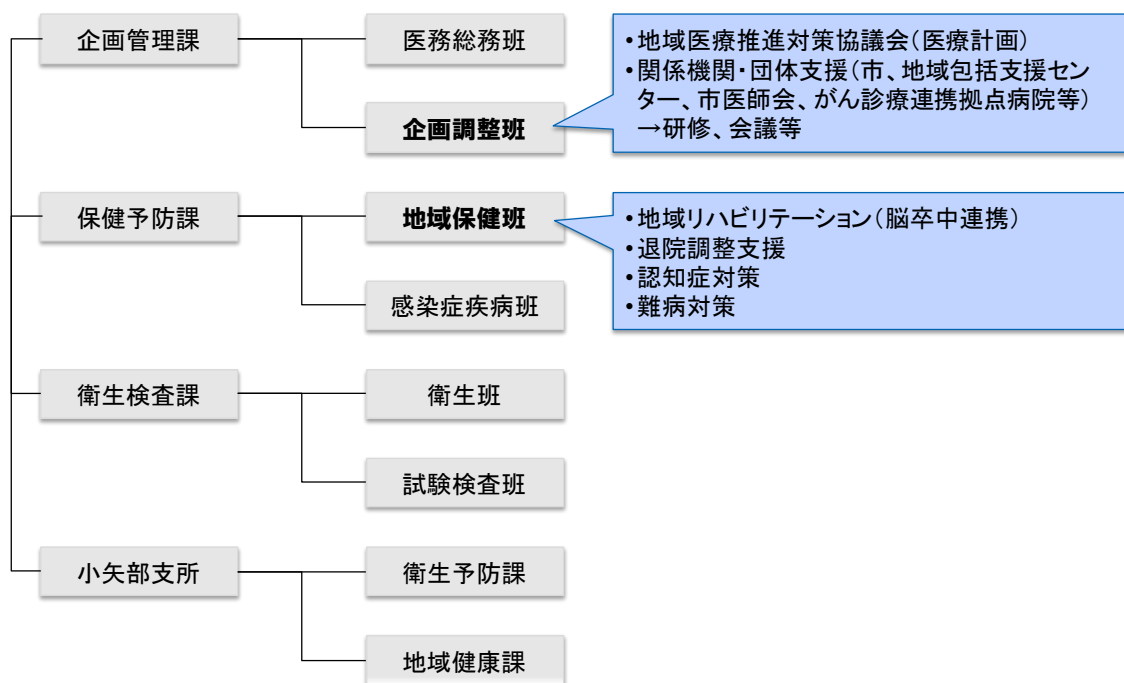 企画管理課
医務総務班
企画調整班
・地域医療推進対策協議会(医療計画)
・関係機関・団体支援(市、地域包括支援セン
ター、市医師会、がん診療連携拠点病院等)
→研修、会議等
保健予防課
地域保健班
・地域リハビリテーション(脳卒中連携)
・退院調整支援
・認知症対策
・難病対策
感染症疾病班
衛生検査課
衛生班
試験検査班
小矢部支所
衛生予防課
地域健康課